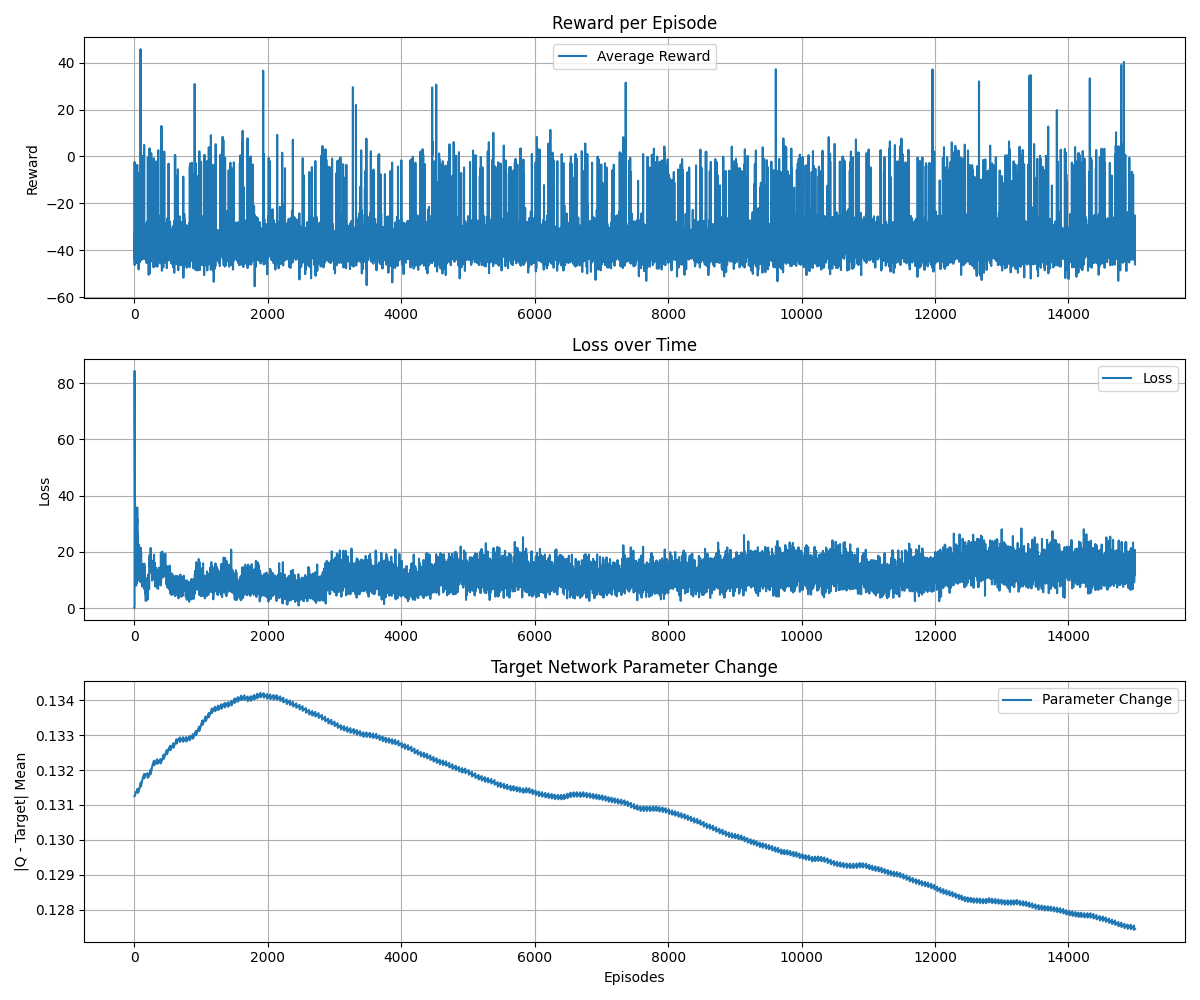 Reward per Episode
Average Reward
Reward
40
20
0
−20
−40
−60
0 2000 4000 6000 8000 10000 12000 14000
Loss over Time
Loss
Loss
80
60
40
20
0
0 2000 4000 6000 8000 10000 12000 14000
Target Network Parameter Change
Parameter Change
|Q - Target| Mean
0.134
0.133
0.132
0.131
0.130
0.129
0.128
0 2000 4000 6000 8000 10000 12000 14000
Episodes